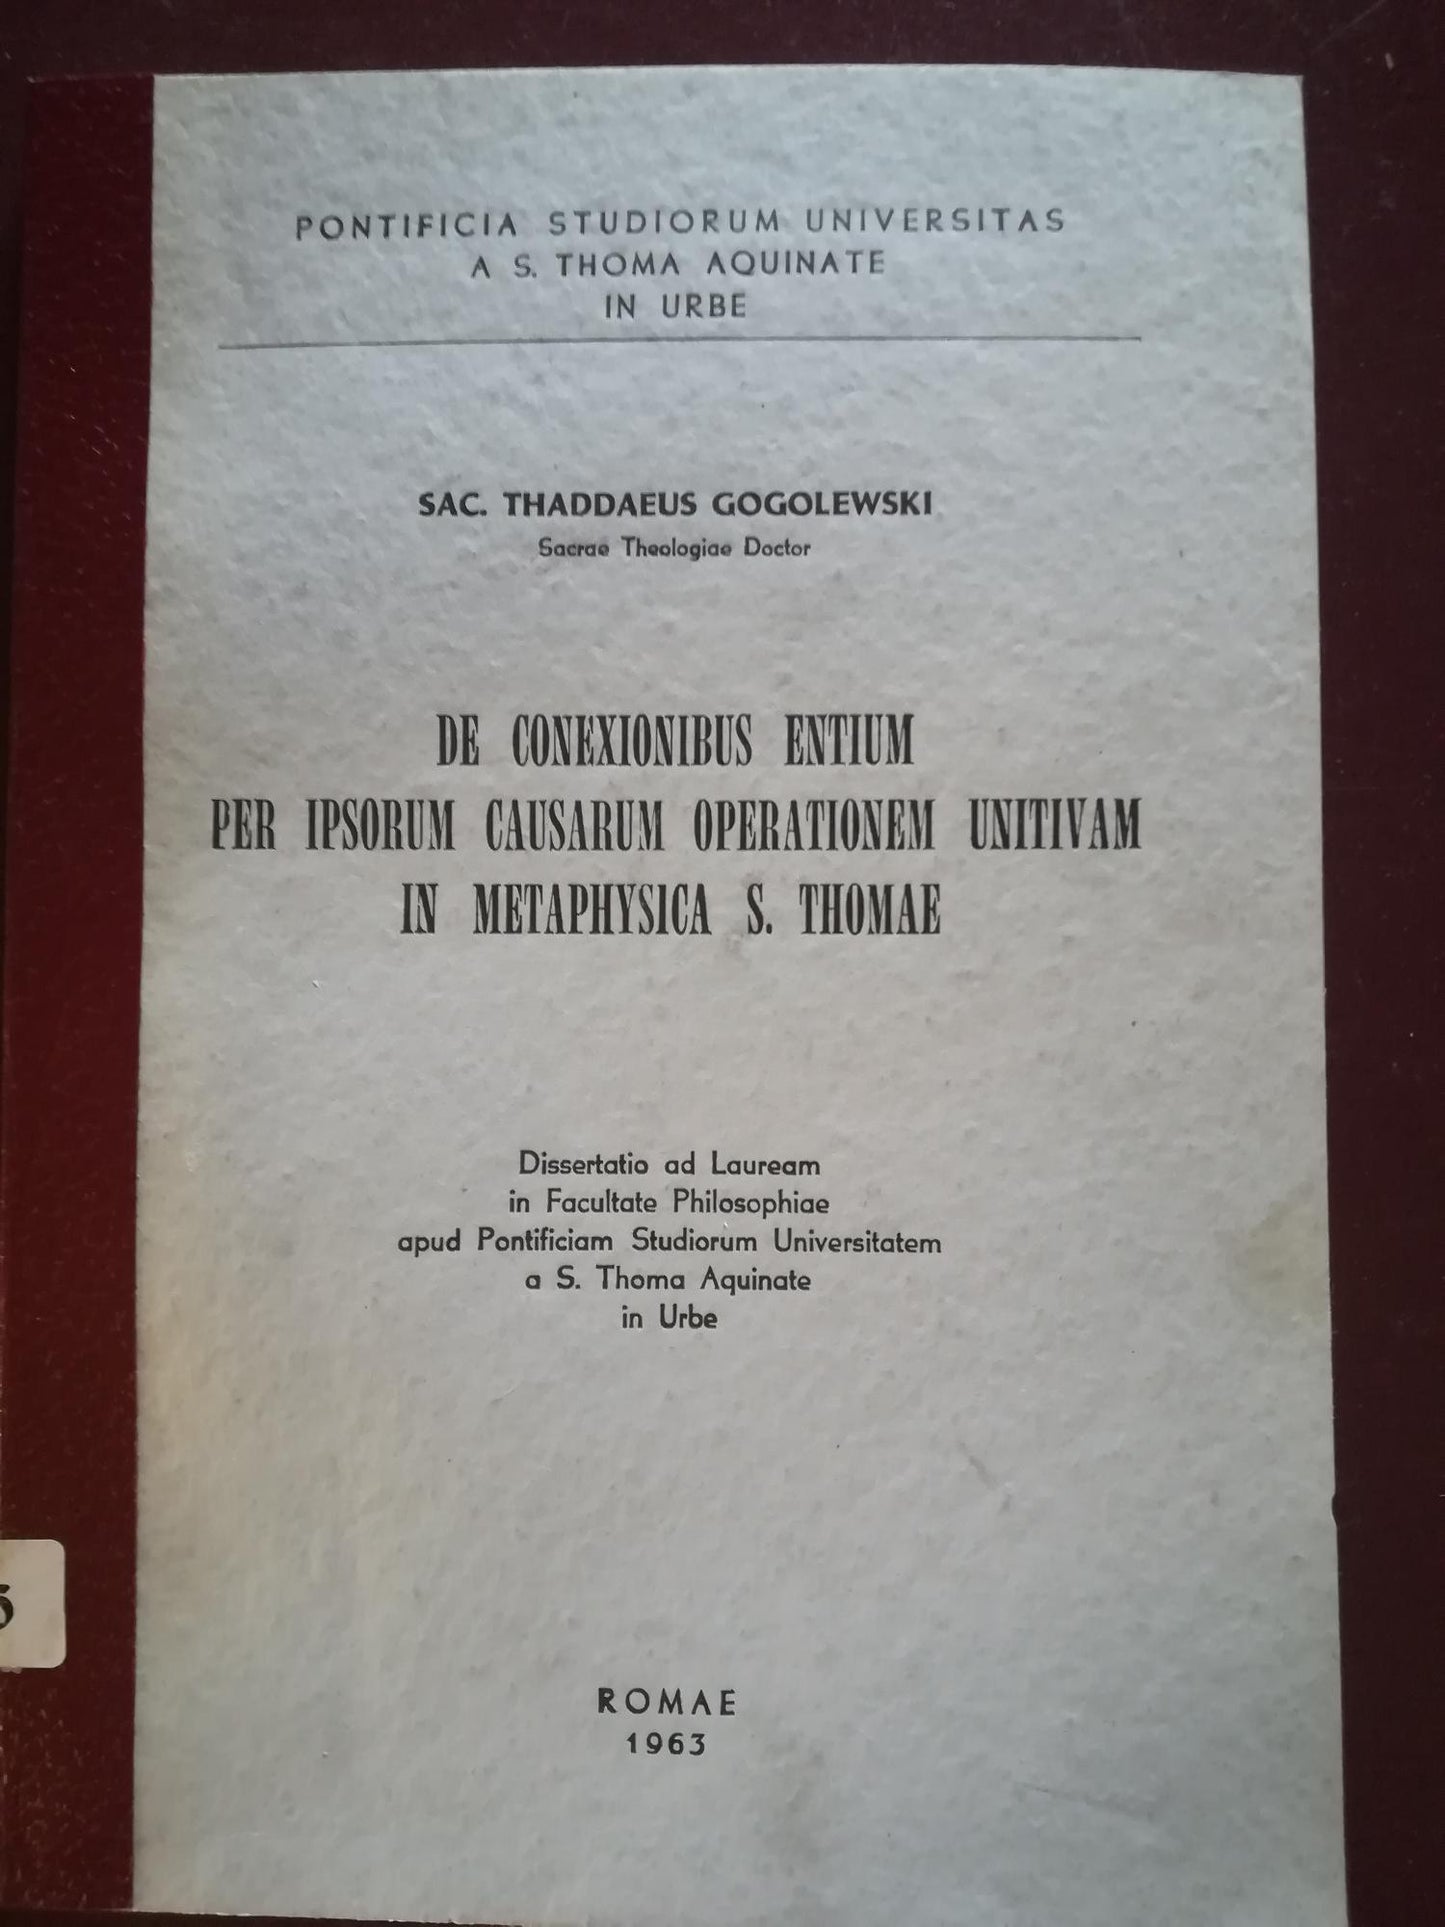 PONTIFICIA STUDIORUM UNIVERSITAS
A S. THOMA AQUINATE
IN URBE
SAC. THADDAEUS GOGOLEWSKI
Sacrae Theologiae Doctor
DE CONEXIONIBUS ENTIUM
PER IPSORUM CAUSARUM OPERATIONEM UNITIVAM
IN METAPHYSICA S. THOMAE
Dissertatio ad Lauream
in Facultate Philosophiae
apud Pontificiam Studiorum Universitatem
a S. Thoma Aquinate
in Urbe
ROMAE
1963